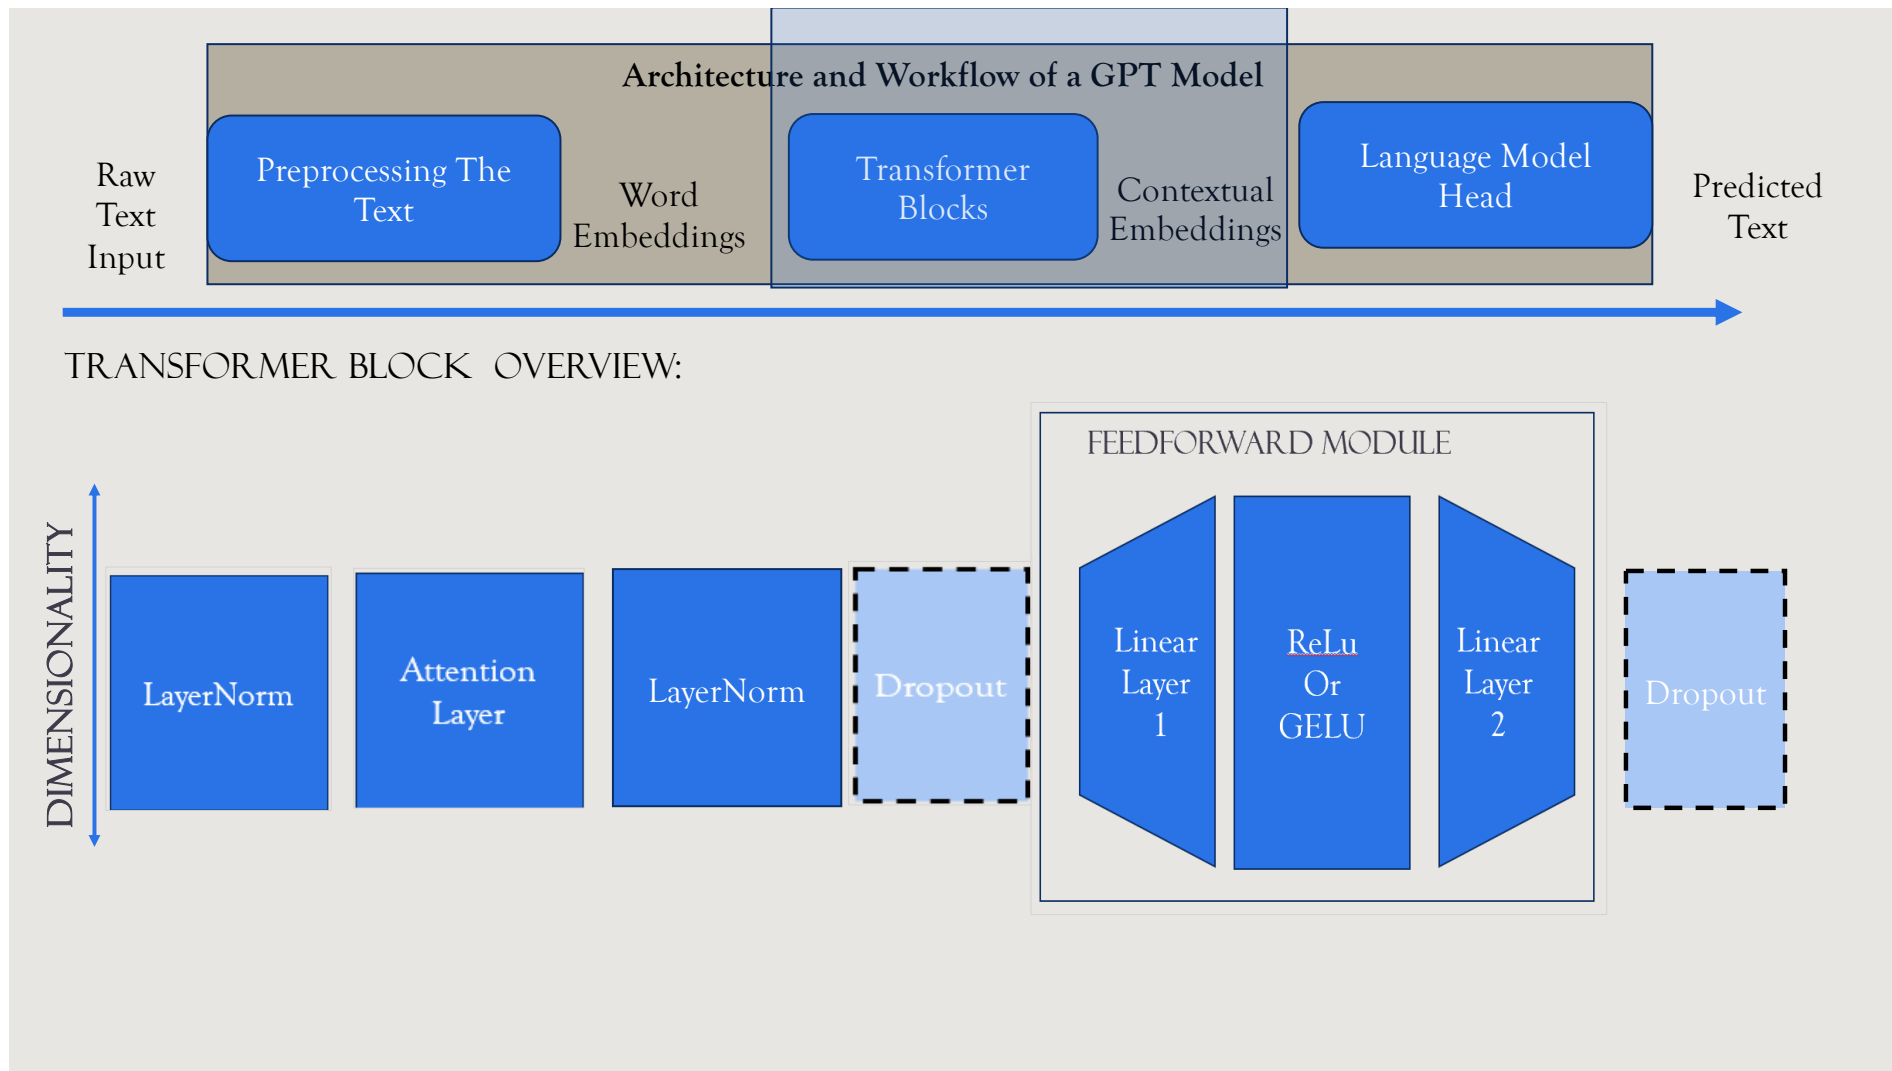 Architecture and Workflow of a GPT Model
Raw
Text
Input
Preprocessing The
Text
Word
Embeddings
Transformer
Blocks
Contextual
Embeddings
Language Model
Head
Predicted
Text
TRANSFORMER BLOCK OVERVIEW:
DIMENSIONALITY
LayerNorm
Attention
Layer
LayerNorm
Dropout
FEEDFORWARD MODULE
Linear
Layer
1
ReLu
Or
GELU
Linear
Layer
2
Dropout